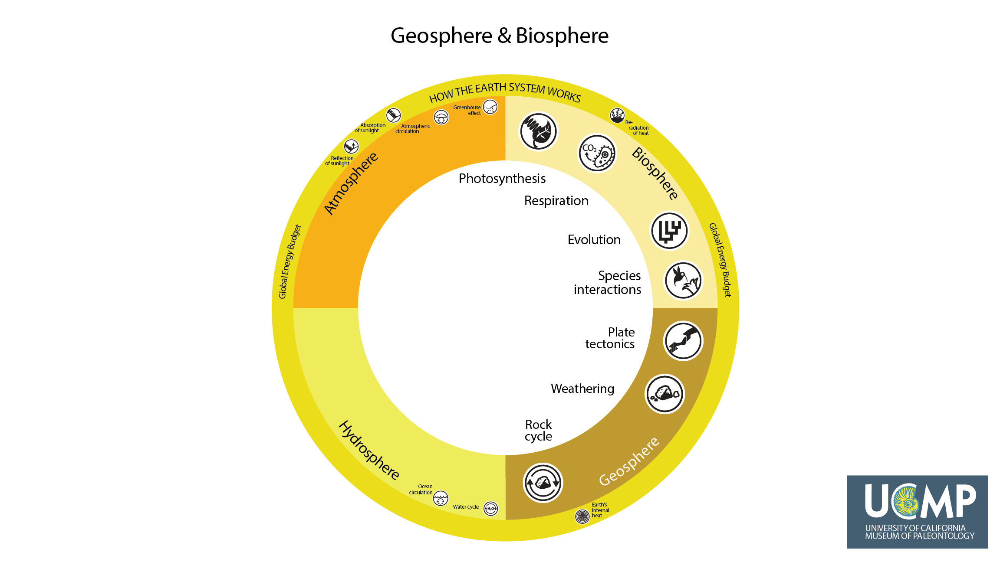 Geosphere & Biosphere
HOW THE EARTH SYSTEM WORKS
Greenhouse
effect
Atmospheric
circulation
Absorption
of sunlight
Reflection
of sunlight
Atmosphere
Global Energy Budget
CO2
Re-
radiation
of heat
Biosphere
Global Energy Budget
Photosynthesis
Respiration
Evolution
Species
interactions
Plate
tectonics
Weathering
Rock
cycle
Geosphere
Earth's
internal
heat
Hydrosphere
Ocean
circulation
Water cycle
H2O
UCMP
UNIVERSITY OF CALIFORNIA
MUSEUM OF PALEONTOLOGY